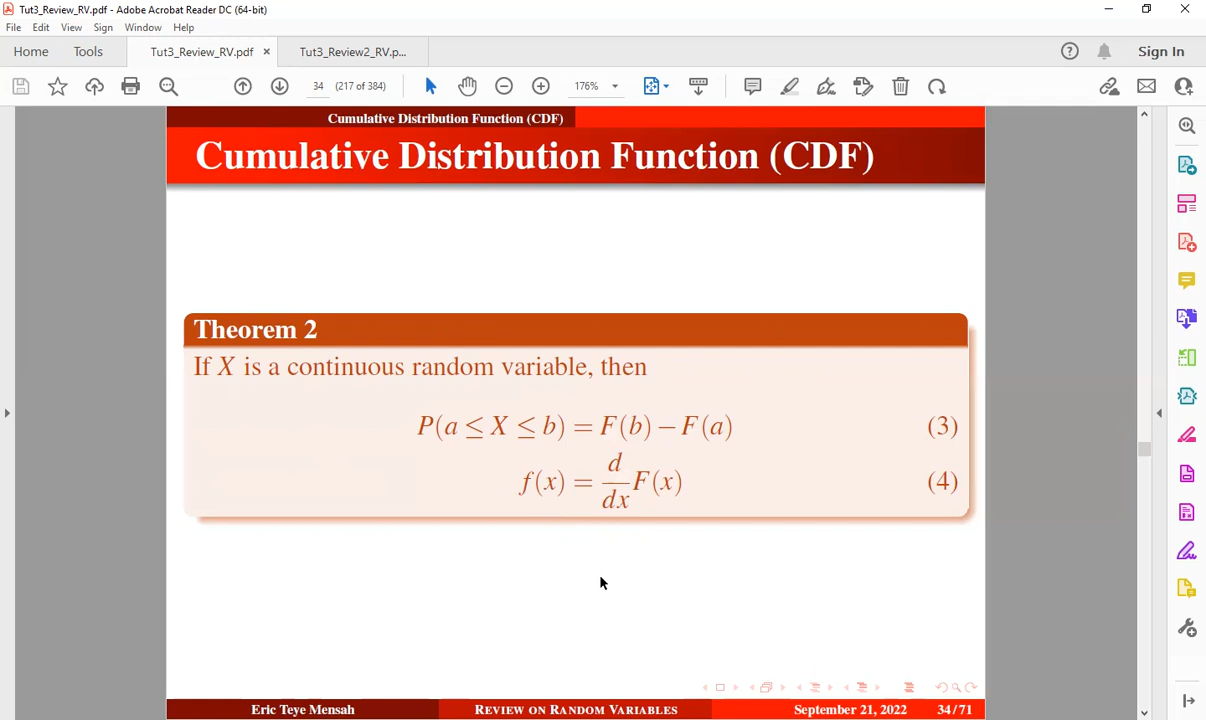 Tut3_Review_RV.pdf - Adobe Acrobat Reader DC (64-bit)
File Edit View Sign Window Help
Home Tools Tut3_Review_RV.pdf × Tut3_Review2_RV.p... Sign In
34 (217 of 384) 176%
Cumulative Distribution Function (CDF)
Cumulative Distribution Function (CDF)
Theorem 2
If X is a continuous random variable, then
P(a ≤ X ≤ b) = F(b) − F(a) (3)
f(x) = d/dx F(x) (4)
Eric Teye Mensah REVIEW ON RANDOM VARIABLES September 21, 2022 34/71